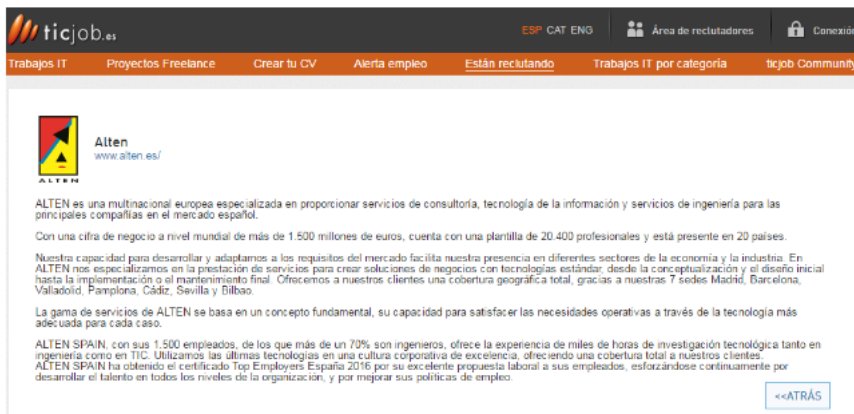 ticjob.es
ESP CAT ENG
Área de reclutadores
Conexión
Trabajos IT
Proyectos Freelance
Crear tu CV
Alerta empleo
Están reclutando
Trabajos IT por categoría
ticjob Community
ALTEN
Alten
www.alten.es/
ALTEN es una multinacional europea especializada en proporcionar servicios de consultoría, tecnología de la información y servicios de ingeniería para las
principales compañías en el mercado español.
Con una cifra de negocio a nivel mundial de más de 1.500 millones de euros, cuenta con una plantilla de 20.400 profesionales y está presente en 20 países.
Nuestra capacidad para desarrollar y adaptarnos a los requisitos del mercado facilita nuestra presencia en diferentes sectores de la economía y la industria. En
ALTEN nos especializamos en la prestación de servicios para crear soluciones de negocios con tecnologías estándar, desde la conceptualización y el diseño inicial
hasta la implementación o el mantenimiento final. Ofrecemos a nuestros clientes una cobertura geográfica total, gracias a nuestras 7 sedes Madrid, Barcelona,
Valladolid, Pamplona, Cádiz, Sevilla y Bilbao.
La gama de servicios de ALTEN se basa en un concepto fundamental, su capacidad para satisfacer las necesidades operativas a través de la tecnología más
adecuada para cada caso.
ALTEN SPAIN, con sus 1.500 empleados, de los que más de un 70% son ingenieros, ofrece la experiencia de miles de horas de investigación tecnológica tanto en
ingeniería como en TIC. Utilizamos las últimas tecnologías en una cultura corporativa de excelencia, ofreciendo una cobertura total a nuestros clientes.
ALTEN SPAIN ha obtenido el certificado Top Employers España 2016 por su excelente propuesta laboral a sus empleados, esforzándose continuamente por
desarrollar el talento en todos los niveles de la organización, y por mejorar sus políticas de empleo.
<<ATRÁS